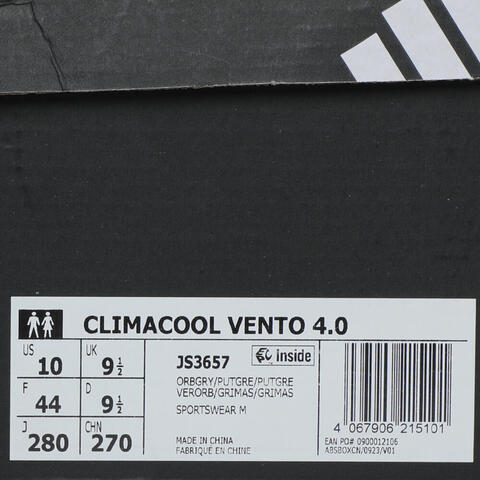 CLIMACOOL VENTO 4.0
US 10 UK 9 1/2
F 44 D 9 1/2
J 280 CHN 270
JS3657 inside
ORBGRY/PUTGRE/PUTGRE
VERORB/GRIMAS/GRIMAS
SPORTSWEAR M
MADE IN CHINA
FABRIQUÉ EN CHINE
4 067906 215101
EAN PO# 0900012106
ABSBOXCN/0923/V01